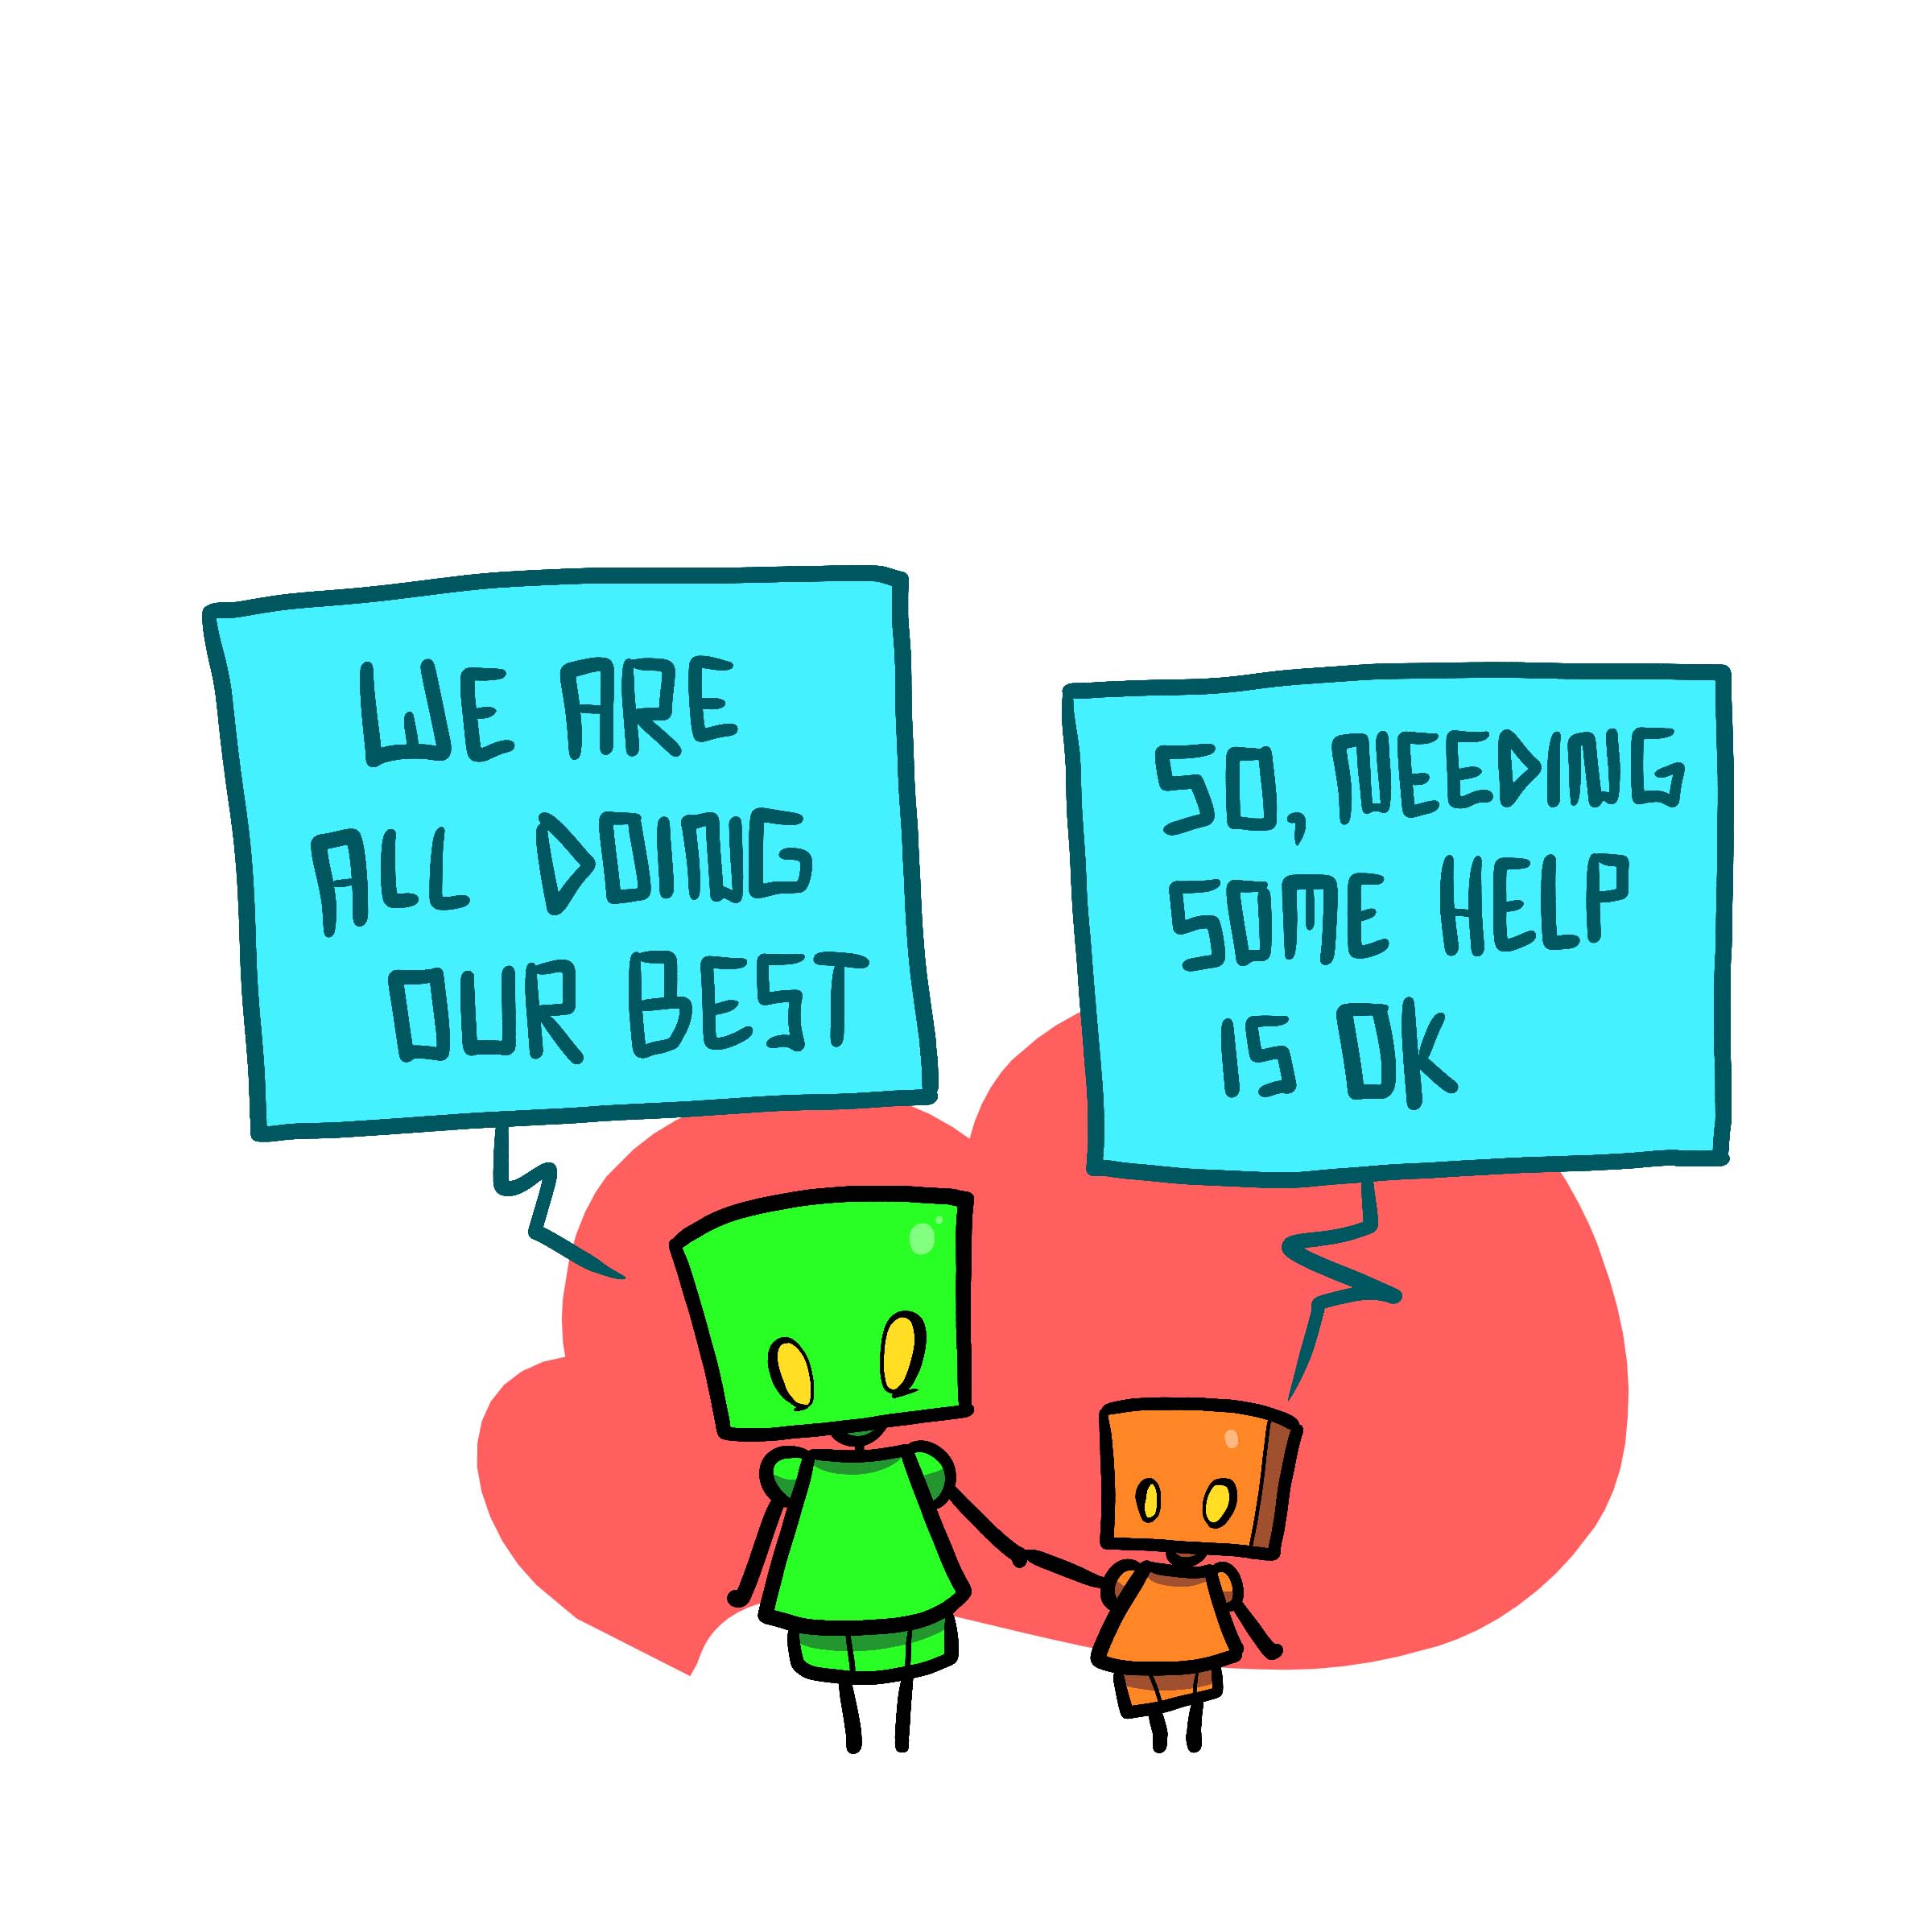 WE ARE
ALL DOING
OUR BEST
SO, NEEDING
SOME HELP
IS OK